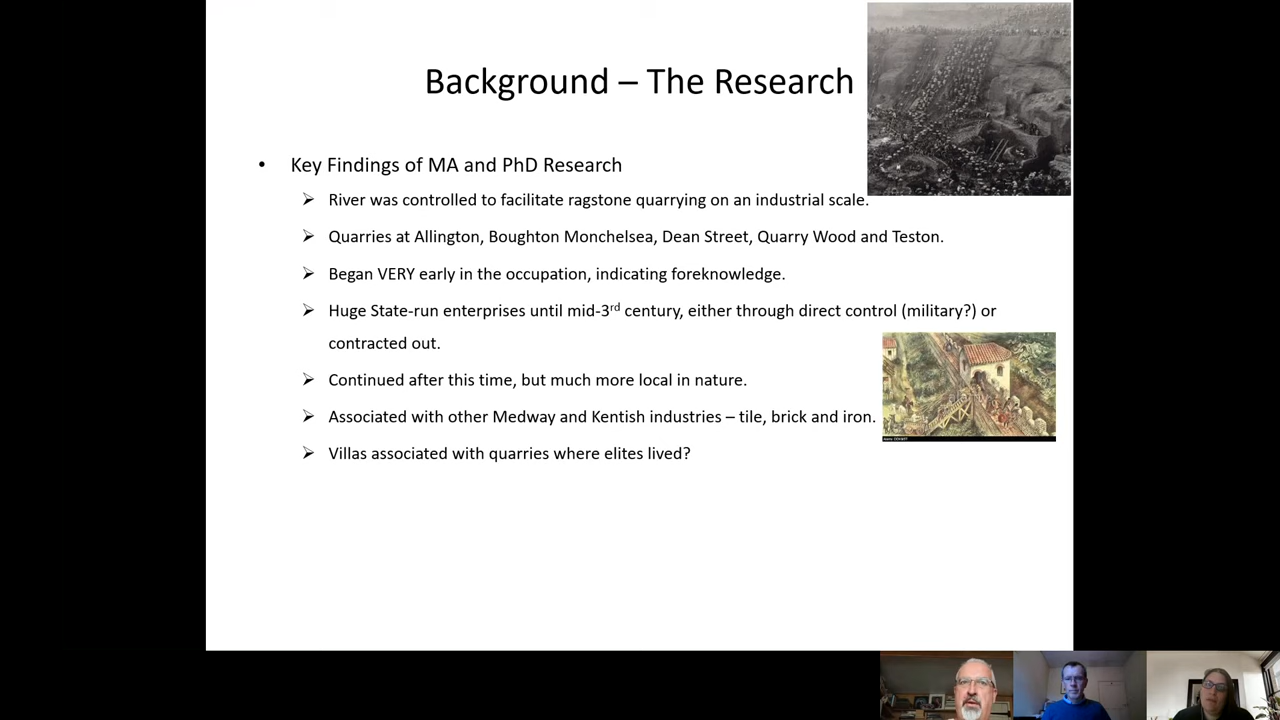 Background – The Research
• Key Findings of MA and PhD Research
➢ River was controlled to facilitate ragstone quarrying on an industrial scale.
➢ Quarries at Allington, Boughton Monchelsea, Dean Street, Quarry Wood and Teston.
➢ Began VERY early in the occupation, indicating foreknowledge.
➢ Huge State-run enterprises until mid-3rd century, either through direct control (military?) or
contracted out.
➢ Continued after this time, but much more local in nature.
➢ Associated with other Medway and Kentish industries – tile, brick and iron.
➢ Villas associated with quarries where elites lived?